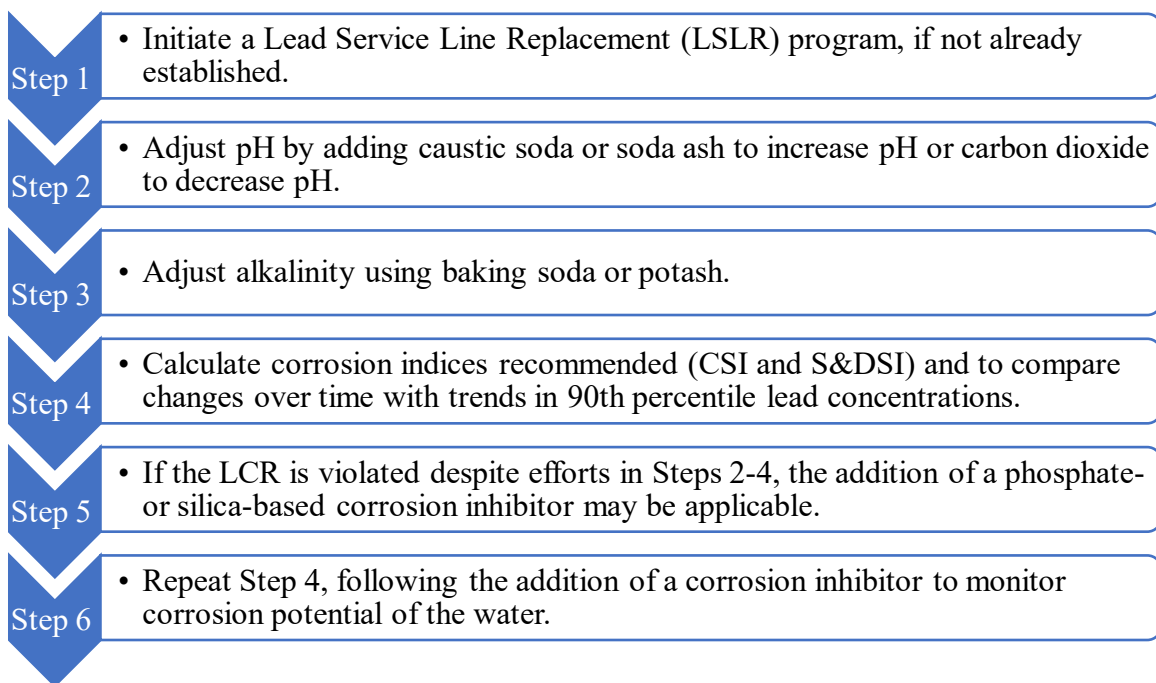 Step 1
• Initiate a Lead Service Line Replacement (LSLR) program, if not already
established.
Step 2
• Adjust pH by adding caustic soda or soda ash to increase pH or carbon dioxide
to decrease pH.
Step 3
• Adjust alkalinity using baking soda or potash.
Step 4
• Calculate corrosion indices recommended (CSI and S&DSI) and to compare
changes over time with trends in 90th percentile lead concentrations.
Step 5
• If the LCR is violated despite efforts in Steps 2-4, the addition of a phosphate-
or silica-based corrosion inhibitor may be applicable.
Step 6
• Repeat Step 4, following the addition of a corrosion inhibitor to monitor
corrosion potential of the water.